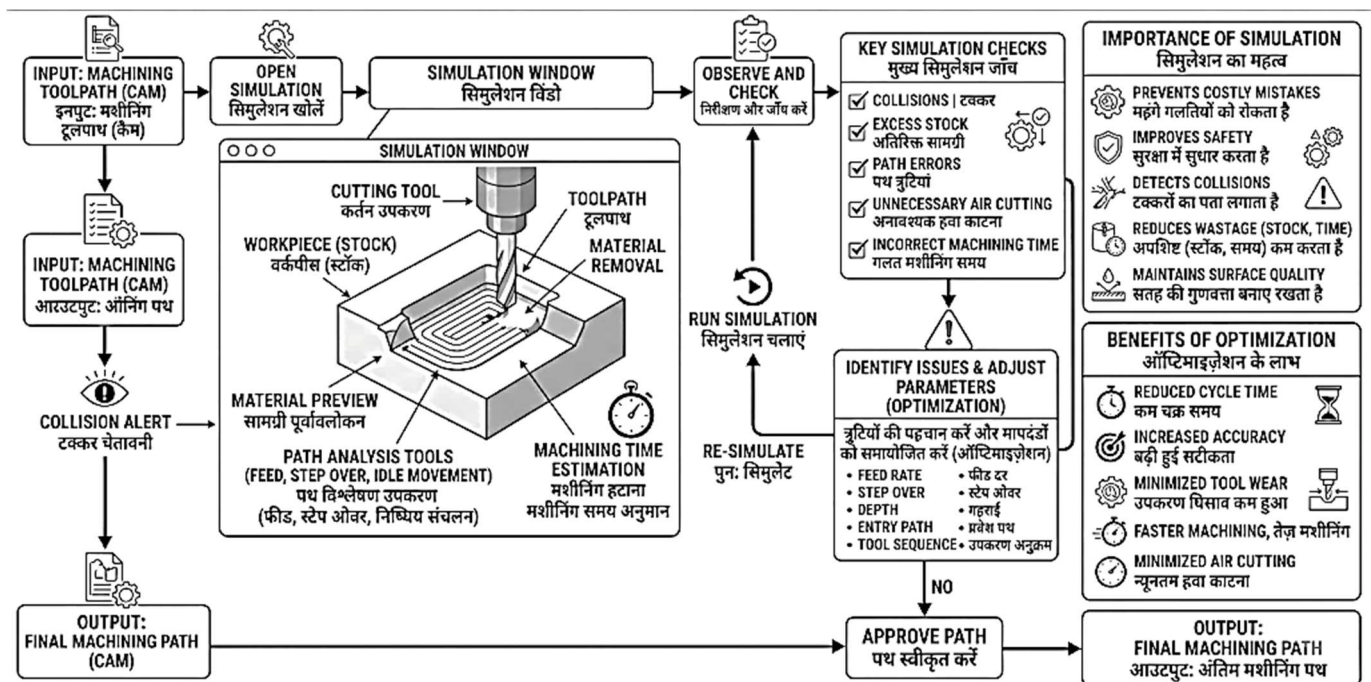 INPUT: MACHINING
TOOLPATH (CAM)
इनपुट: मशीनिंग
टूलपाथ (कैम)
OPEN
SIMULATION
सिमुलेशन खोलें
SIMULATION WINDOW
सिमुलेशन विंडो
OBSERVE AND
CHECK
निरीक्षण और जाँच करें
INPUT: MACHINING
TOOLPATH (CAM)
आरउटपुट: ऑनिंग पथ
COLLISION ALERT
टक्कर चेतावनी
OUTPUT:
FINAL MACHINING PATH
(CAM)
SIMULATION WINDOW
CUTTING TOOL
कर्तन उपकरण
TOOLPATH
टूलपाथ
WORKPIECE (STOCK)
वर्कपीस (स्टॉक)
MATERIAL
REMOVAL
MATERIAL PREVIEW
सामग्री पूर्वावलोकन
PATH ANALYSIS TOOLS
(FEED, STEP OVER, IDLE MOVEMENT)
पथ विश्लेषण उपकरण
(फीड, स्टेप ओवर, निष्क्रिय संचलन)
MACHINING TIME
ESTIMATION
मशीनिंग हटाना
मशीनिंग समय अनुमान
RUN SIMULATION
सिमुलेशन चलाएं
RE-SIMULATE
पुन: सिमुलेट
KEY SIMULATION CHECKS
मुख्य सिमुलेशन जाँच
COLLISIONS | टक्कर
EXCESS STOCK
अतिरिक्त सामग्री
PATH ERRORS
पथ त्रुटियां
UNNECESSARY AIR CUTTING
अनावश्यक हवा काटना
INCORRECT MACHINING TIME
गलत मशीनिंग समय
IDENTIFY ISSUES & ADJUST
PARAMETERS
(OPTIMIZATION)
त्रुटियों की पहचान करें और मापदंडों
को समायोजित करें (ऑप्टिमाइज़ेशन)
• FEED RATE • फीड दर
• STEP OVER • स्टेप ओवर
• DEPTH • गहराई
• ENTRY PATH • प्रवेश पथ
• TOOL SEQUENCE • उपकरण अनुक्रम
NO
APPROVE PATH
पथ स्वीकृत करें
IMPORTANCE OF SIMULATION
सिमुलेशन का महत्व
PREVENTS COSTLY MISTAKES
महंगे गलतियों को रोकता है
IMPROVES SAFETY
सुरक्षा में सुधार करता है
DETECTS COLLISIONS
टक्करों का पता लगाता है
REDUCES WASTAGE (STOCK, TIME)
अपशिष्ट (स्टॉक, समय) कम करता है
MAINTAINS SURFACE QUALITY
सतह की गुणवत्ता बनाए रखता है
BENEFITS OF OPTIMIZATION
ऑप्टिमाइज़ेशन के लाभ
REDUCED CYCLE TIME
कम चक्र समय
INCREASED ACCURACY
बढ़ी हुई सटीकता
MINIMIZED TOOL WEAR
उपकरण घिसाव कम हुआ
FASTER MACHINING, तेज़ मशीनिंग
MINIMIZED AIR CUTTING
न्यूनतम हवा काटना
OUTPUT:
FINAL MACHINING PATH
आउटपुट: अंतिम मशीनिंग पथ